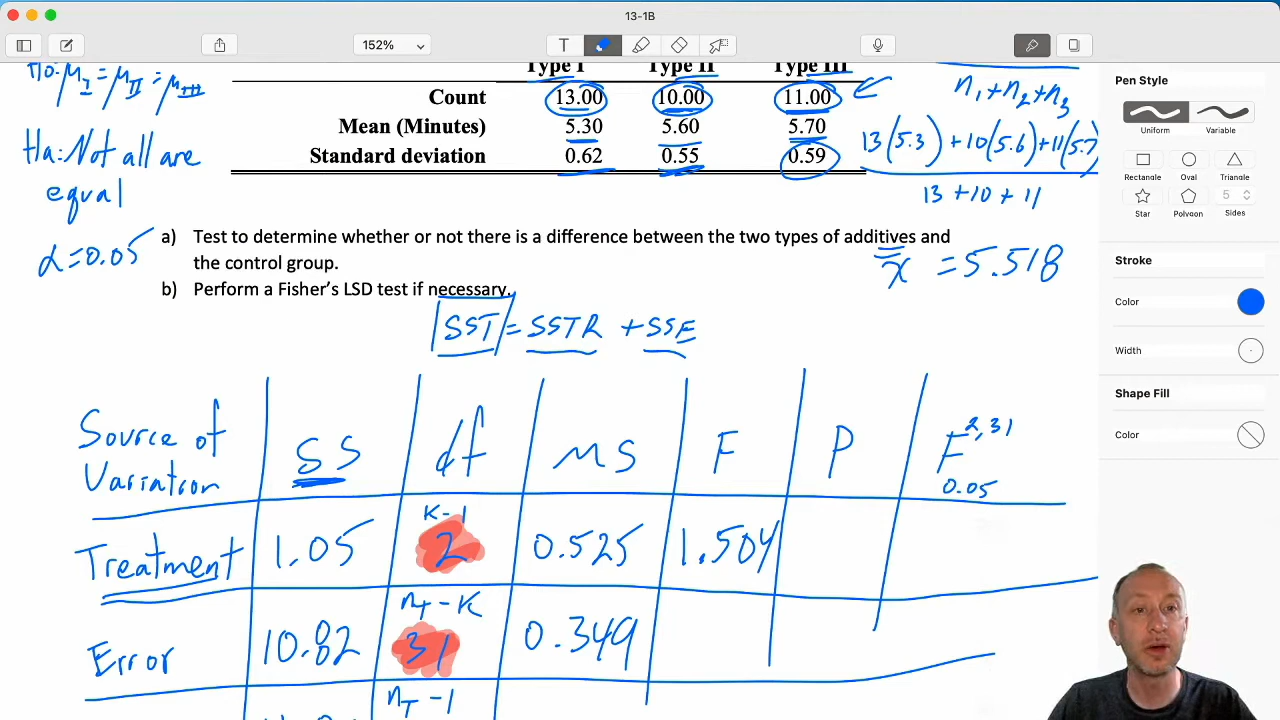 13-1B
152%
T
Type I Type II Type III
Count 13.00 10.00 11.00
Mean (Minutes) 5.30 5.60 5.70
Standard deviation 0.62 0.55 0.59
H0: μI = μII = μIII
Ha: Not all are
equal
α = 0.05
n1 + n2 + n3
13(5.3) + 10(5.6) + 11(5.7
13 + 10 + 11
x̿ = 5.518
a) Test to determine whether or not there is a difference between the two types of additives and
the control group.
b) Perform a Fisher's LSD test if necessary.
SST = SSTR + SSE
Source of
Variation SS df MS F P F 2,31 0.05
K-1
Treatment 1.05 2 0.525 1.504
nT - K
Error 10.82 31 0.349
nT - 1
Pen Style
Uniform Variable
Rectangle Oval Triangle
5
Star Polygon Sides
Stroke
Color
Width
Shape Fill
Color